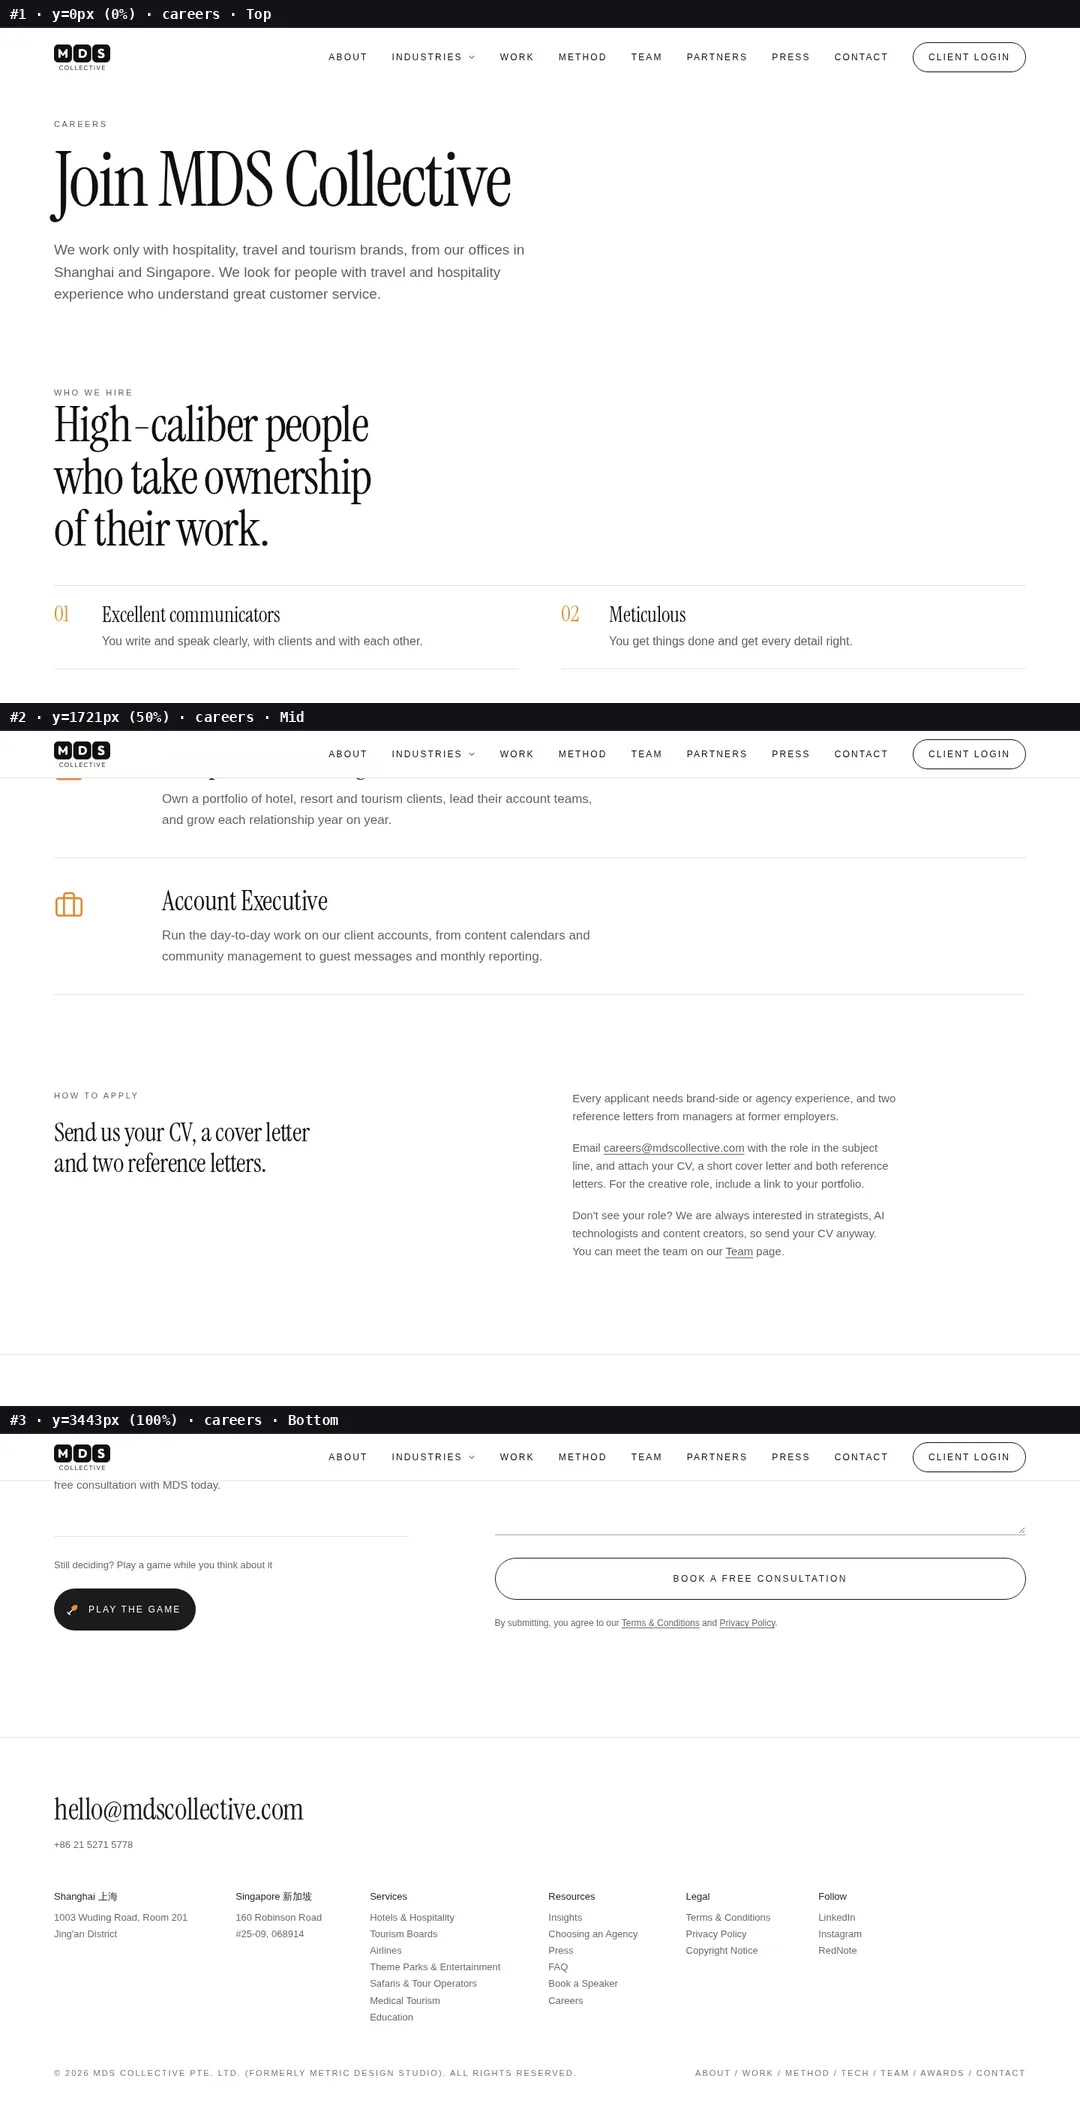 #1 · y=0px (0%) · careers · Top
MDS
COLLECTIVE
ABOUT INDUSTRIES WORK METHOD TEAM PARTNERS PRESS CONTACT CLIENT LOGIN
CAREERS
Join MDS Collective
We work only with hospitality, travel and tourism brands, from our offices in
Shanghai and Singapore. We look for people with travel and hospitality
experience who understand great customer service.
WHO WE HIRE
High-caliber people
who take ownership
of their work.
01 Excellent communicators
You write and speak clearly, with clients and with each other.
02 Meticulous
You get things done and get every detail right.
#2 · y=1721px (50%) · careers · Mid
MDS
COLLECTIVE
ABOUT INDUSTRIES WORK METHOD TEAM PARTNERS PRESS CONTACT CLIENT LOGIN
Own a portfolio of hotel, resort and tourism clients, lead their account teams,
and grow each relationship year on year.
Account Executive
Run the day-to-day work on our client accounts, from content calendars and
community management to guest messages and monthly reporting.
HOW TO APPLY
Send us your CV, a cover letter
and two reference letters.
Every applicant needs brand-side or agency experience, and two
reference letters from managers at former employers.
Email careers@mdscollective.com with the role in the subject
line, and attach your CV, a short cover letter and both reference
letters. For the creative role, include a link to your portfolio.
Don't see your role? We are always interested in strategists, AI
technologists and content creators, so send your CV anyway.
You can meet the team on our Team page.
#3 · y=3443px (100%) · careers · Bottom
MDS
COLLECTIVE
ABOUT INDUSTRIES WORK METHOD TEAM PARTNERS PRESS CONTACT CLIENT LOGIN
free consultation with MDS today.
Still deciding? Play a game while you think about it
PLAY THE GAME
BOOK A FREE CONSULTATION
By submitting, you agree to our Terms & Conditions and Privacy Policy.
hello@mdscollective.com
+86 21 5271 5778
Shanghai 上海
1003 Wuding Road, Room 201
Jing'an District
Singapore 新加坡
160 Robinson Road
#25-09, 068914
Services
Hotels & Hospitality
Tourism Boards
Airlines
Theme Parks & Entertainment
Safaris & Tour Operators
Medical Tourism
Education
Resources
Insights
Choosing an Agency
Press
FAQ
Book a Speaker
Careers
Legal
Terms & Conditions
Privacy Policy
Copyright Notice
Follow
LinkedIn
Instagram
RedNote
© 2026 MDS COLLECTIVE PTE. LTD. (FORMERLY METRIC DESIGN STUDIO). ALL RIGHTS RESERVED.
ABOUT / WORK / METHOD / TECH / TEAM / AWARDS / CONTACT